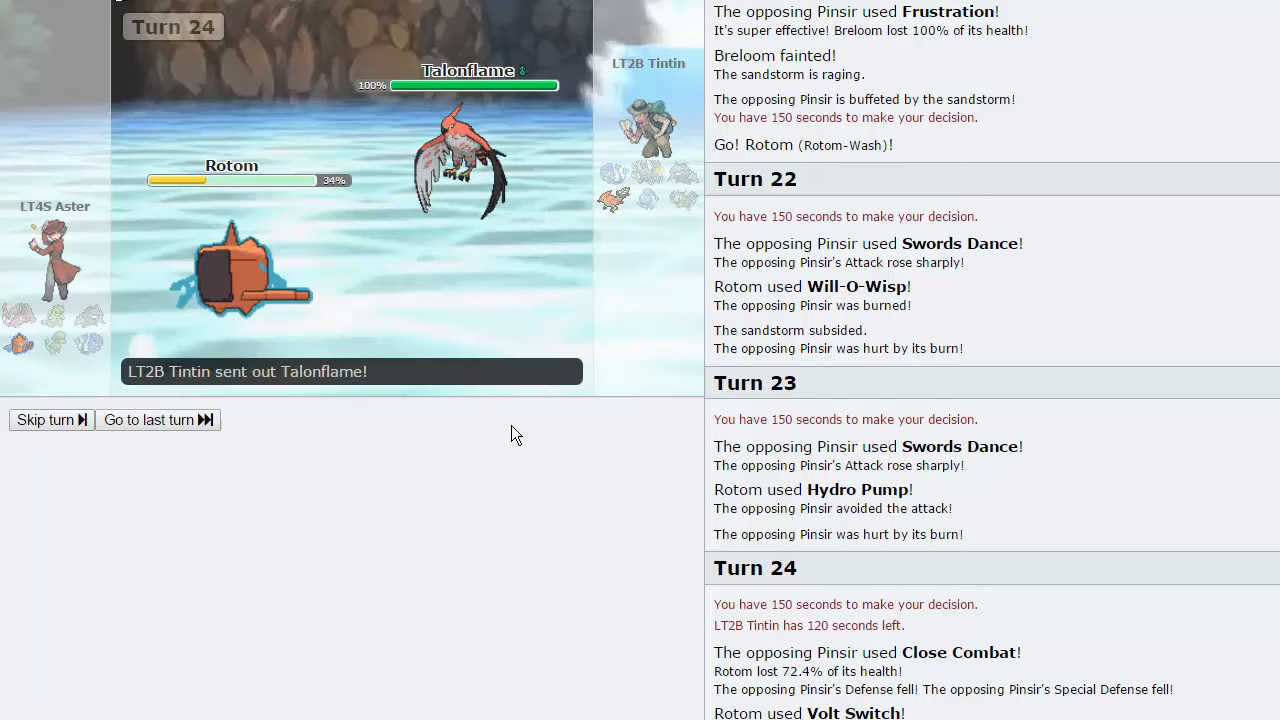 Turn 24
Talonflame
100%
Rotom
34%
LT4S Aster
LT2B Tintin
LT2B Tintin sent out Talonflame!
Skip turn
Go to last turn
The opposing Pinsir used Frustration!
It's super effective! Breloom lost 100% of its health!
Breloom fainted!
The sandstorm is raging.
The opposing Pinsir is buffeted by the sandstorm!
You have 150 seconds to make your decision.
Go! Rotom (Rotom-Wash)!
Turn 22
You have 150 seconds to make your decision.
The opposing Pinsir used Swords Dance!
The opposing Pinsir's Attack rose sharply!
Rotom used Will-O-Wisp!
The opposing Pinsir was burned!
The sandstorm subsided.
The opposing Pinsir was hurt by its burn!
Turn 23
You have 150 seconds to make your decision.
The opposing Pinsir used Swords Dance!
The opposing Pinsir's Attack rose sharply!
Rotom used Hydro Pump!
The opposing Pinsir avoided the attack!
The opposing Pinsir was hurt by its burn!
Turn 24
You have 150 seconds to make your decision.
LT2B Tintin has 120 seconds left.
The opposing Pinsir used Close Combat!
Rotom lost 72.4% of its health!
The opposing Pinsir's Defense fell! The opposing Pinsir's Special Defense fell!
Rotom used Volt Switch!